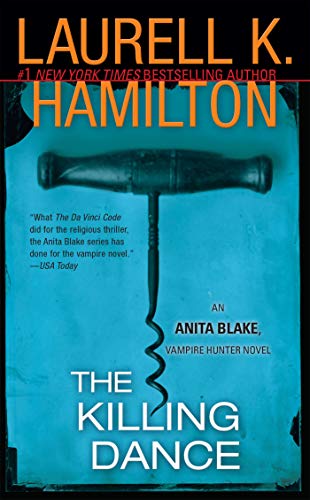 LAURELL K.
#1 NEW YORK TIMES BESTSELLING AUTHOR
HAMILTON
"What The Da Vinci Code
did for the religious thriller,
the Anita Blake series has
done for the vampire novel."
—USA Today
AN
ANITA BLAKE,
VAMPIRE HUNTER NOVEL
THE
KILLING
DANCE